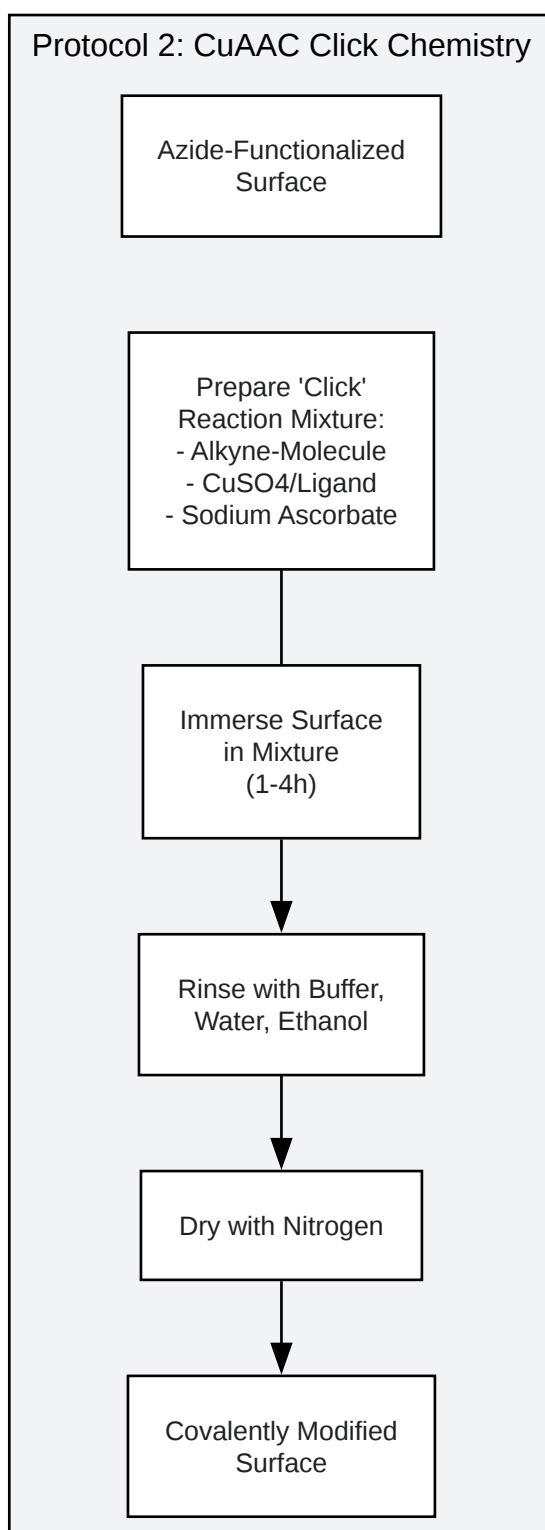 Protocol 2: CuAAC Click Chemistry
Azide-Functionalized
Surface
Prepare 'Click'
Reaction Mixture:
- Alkyne-Molecule
- CuSO4/Ligand
- Sodium Ascorbate
Immerse Surface
in Mixture
(1-4h)
Rinse with Buffer,
Water, Ethanol
Dry with Nitrogen
Covalently Modified
Surface